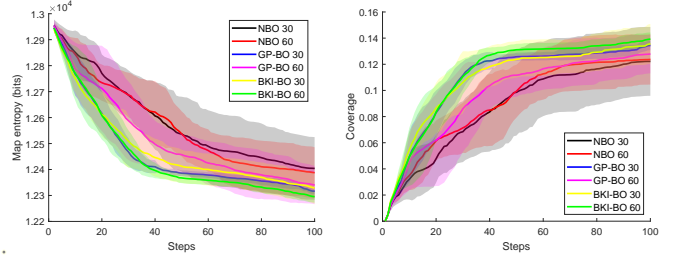 ×10⁴
1.3
1.29
1.28
1.27
1.26
1.25
1.24
1.23
1.22
Map entropy (bits)
0 20 40 60 80 100
Steps
NBO 30
NBO 60
GP-BO 30
GP-BO 60
BKI-BO 30
BKI-BO 60
0.16
0.14
0.12
0.1
0.08
0.06
0.04
0.02
0
Coverage
0 20 40 60 80 100
Steps
NBO 30
NBO 60
GP-BO 30
GP-BO 60
BKI-BO 30
BKI-BO 60